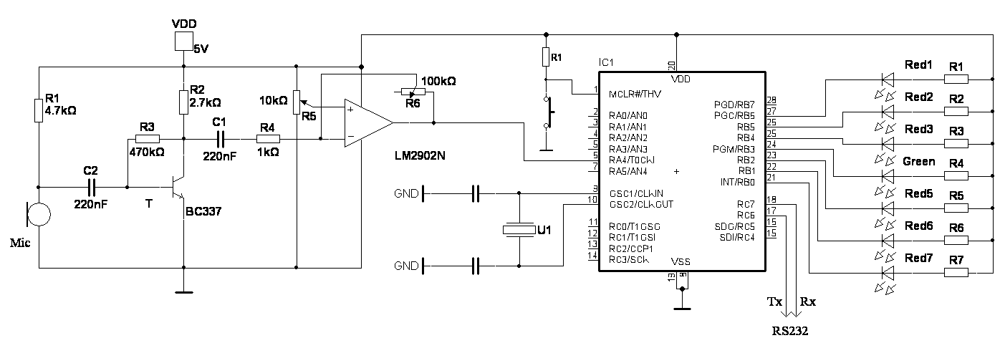 VDD
5V
R1
4.7kΩ
R2
2.7kΩ
R3
470kΩ
C1
220nF
R4
1kΩ
10kΩ
R5
100kΩ
R6
+
−
LM2902N
C2
220nF
T
BC337
Mic
R1
IC1
GND
GND
U1
20
VDD
1 MCLR#/THV
2 RA0/AN0
3 RA1/AN1
4 RA2/AN2
5 RA3/AN3
6 RA4/T0CKI
7 RA5/AN4
9 OSC1/CLKIN
10 OSC2/CLKOUT
11 RC0/T1OSO
12 RC1/T1OSI
13 RC2/CCP1
14 RC3/SCK
PGD/RB7 28
PGC/RB6 27
RB5 25
RB4 25
PGM/RB3 24
RB2 23
RB1 22
INT/RB0 21
RC7 18
RC6 17
SDO/RC5 16
SDI/RC4 15
+
VSS
19
8
Red1 R1
Red2 R2
Red3 R3
Green R4
Red5 R5
Red6 R6
Red7 R7
Tx Rx
RS232